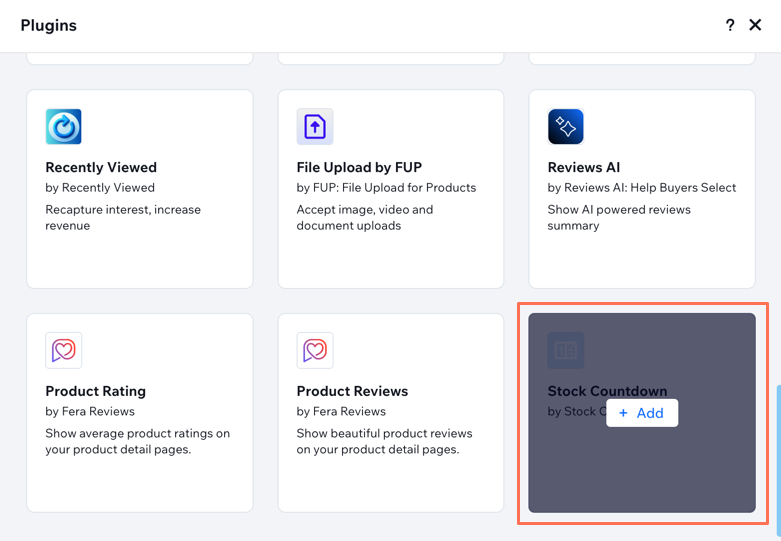 Plugins
?
Recently Viewed
by Recently Viewed
Recapture interest, increase
revenue
File Upload by FUP
by FUP: File Upload for Products
Accept image, video and
document uploads
Reviews AI
by Reviews AI: Help Buyers Select
Show AI powered reviews
summary
Product Rating
by Fera Reviews
Show average product ratings on
your product detail pages.
Product Reviews
by Fera Reviews
Show beautiful product reviews
on your product detail pages.
Stock Countdown
by Stock
+ Add